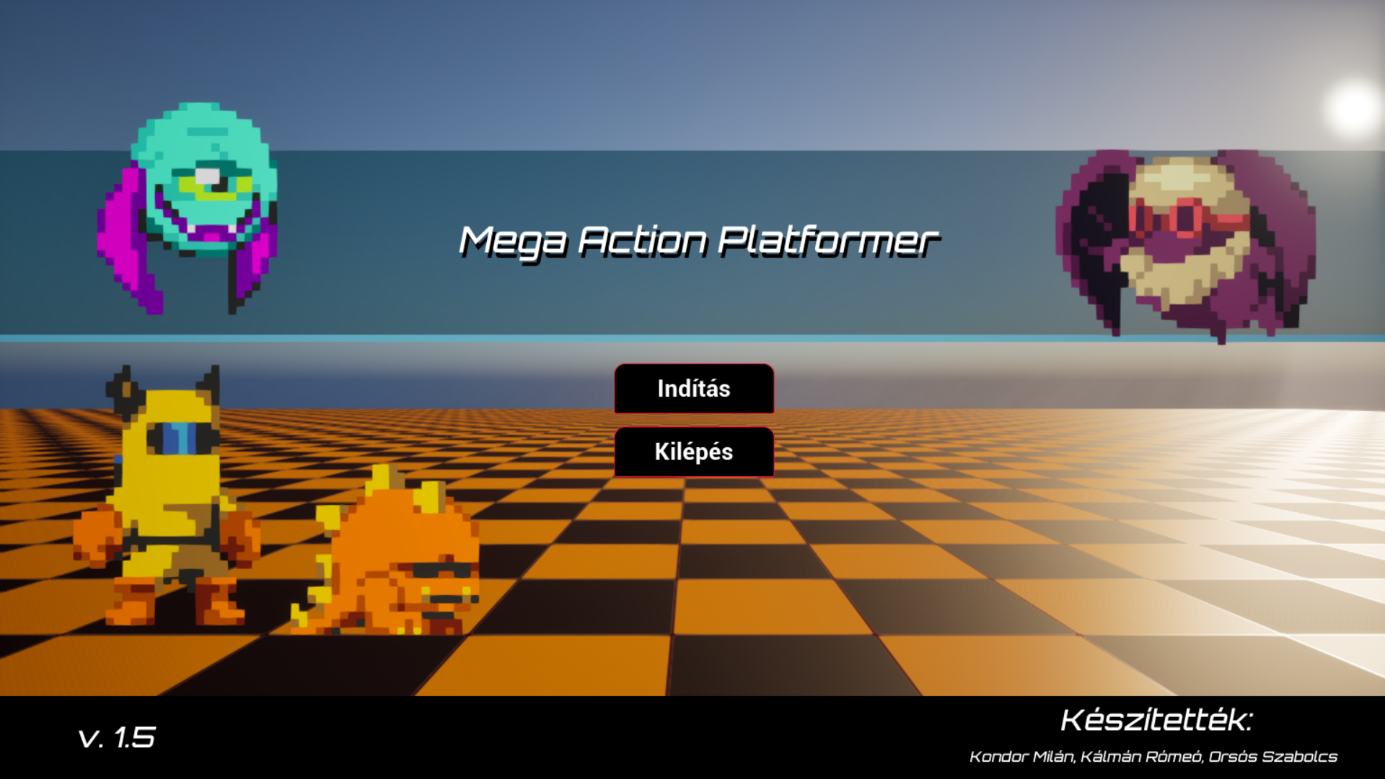 Mega Action Platformer
Indítás
Kilépés
v. 1.5
Készítették:
Kondor Milán, Kálmán Rómeó, Orsós Szabolcs